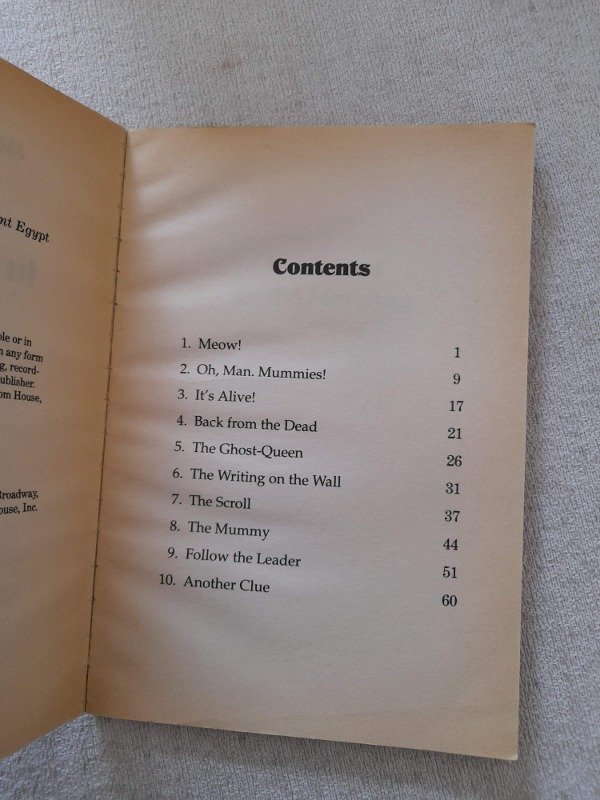 nt Egypt
ble or in
n any form
g, record-
ublisher.
om House,
Broadway,
ouse, Inc.
Contents
1. Meow! 1
2. Oh, Man. Mummies! 9
3. It's Alive! 17
4. Back from the Dead 21
5. The Ghost-Queen 26
6. The Writing on the Wall 31
7. The Scroll 37
8. The Mummy 44
9. Follow the Leader 51
10. Another Clue 60